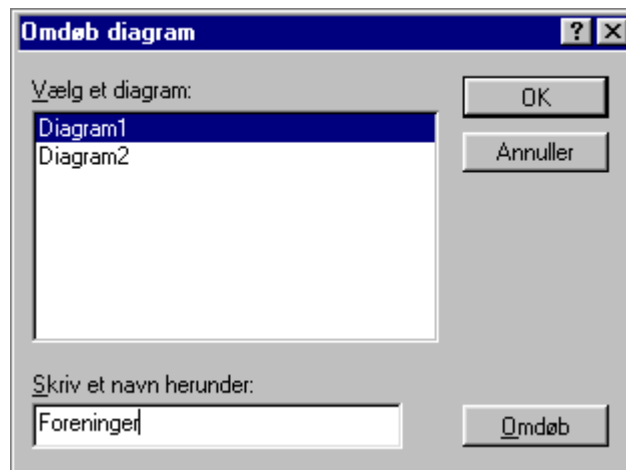 Omdøb diagram
Vælg et diagram:
Diagram1
Diagram2
OK
Annuller
Skriv et navn herunder:
Foreninger
Omdøb